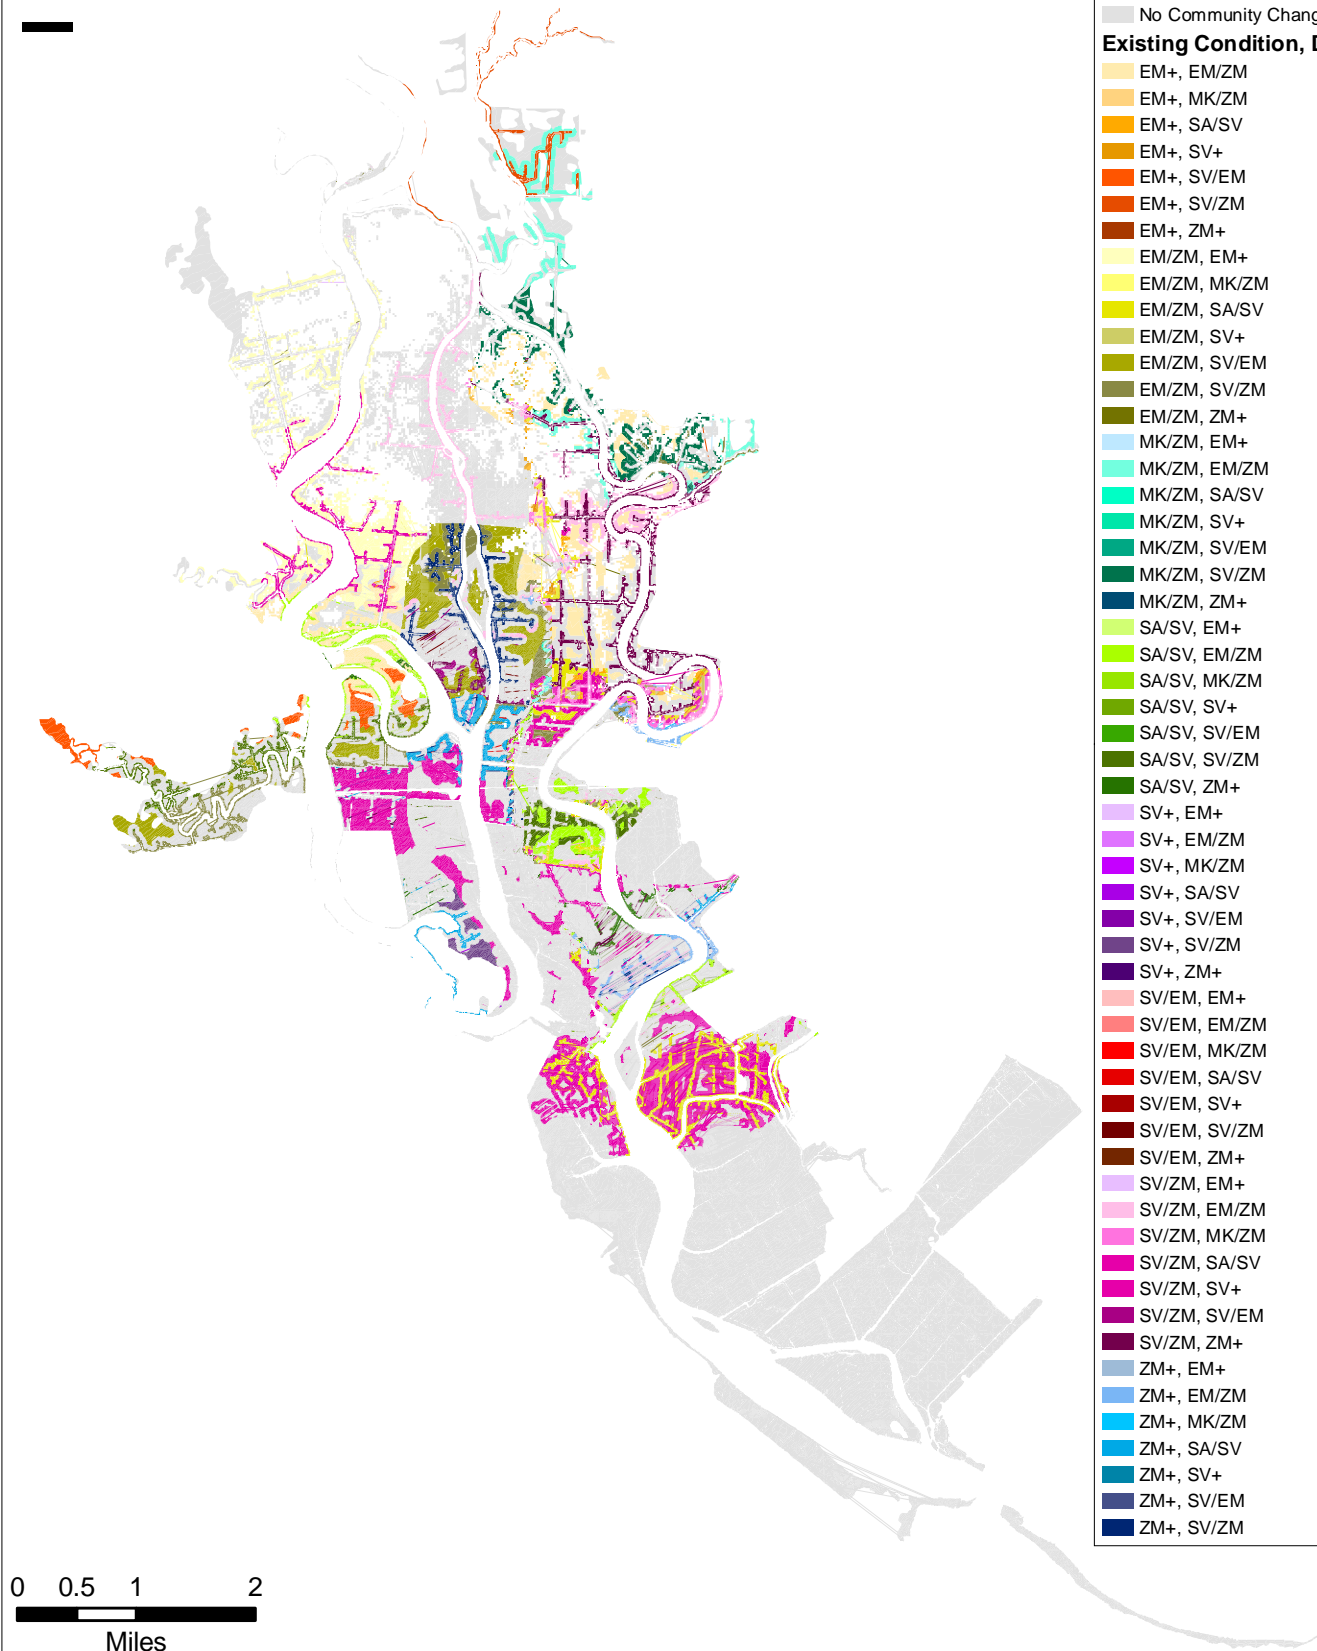 No Community Chang
Existing Condition, D
EM+, EM/ZM
EM+, MK/ZM
EM+, SA/SV
EM+, SV+
EM+, SV/EM
EM+, SV/ZM
EM+, ZM+
EM/ZM, EM+
EM/ZM, MK/ZM
EM/ZM, SA/SV
EM/ZM, SV+
EM/ZM, SV/EM
EM/ZM, SV/ZM
EM/ZM, ZM+
MK/ZM, EM+
MK/ZM, EM/ZM
MK/ZM, SA/SV
MK/ZM, SV+
MK/ZM, SV/EM
MK/ZM, SV/ZM
MK/ZM, ZM+
SA/SV, EM+
SA/SV, EM/ZM
SA/SV, MK/ZM
SA/SV, SV+
SA/SV, SV/EM
SA/SV, SV/ZM
SA/SV, ZM+
SV+, EM+
SV+, EM/ZM
SV+, MK/ZM
SV+, SA/SV
SV+, SV/EM
SV+, SV/ZM
SV+, ZM+
SV/EM, EM+
SV/EM, EM/ZM
SV/EM, MK/ZM
SV/EM, SA/SV
SV/EM, SV+
SV/EM, SV/ZM
SV/EM, ZM+
SV/ZM, EM+
SV/ZM, EM/ZM
SV/ZM, MK/ZM
SV/ZM, SA/SV
SV/ZM, SV+
SV/ZM, SV/EM
SV/ZM, ZM+
ZM+, EM+
ZM+, EM/ZM
ZM+, MK/ZM
ZM+, SA/SV
ZM+, SV+
ZM+, SV/EM
ZM+, SV/ZM
0 0.5 1 2
Miles